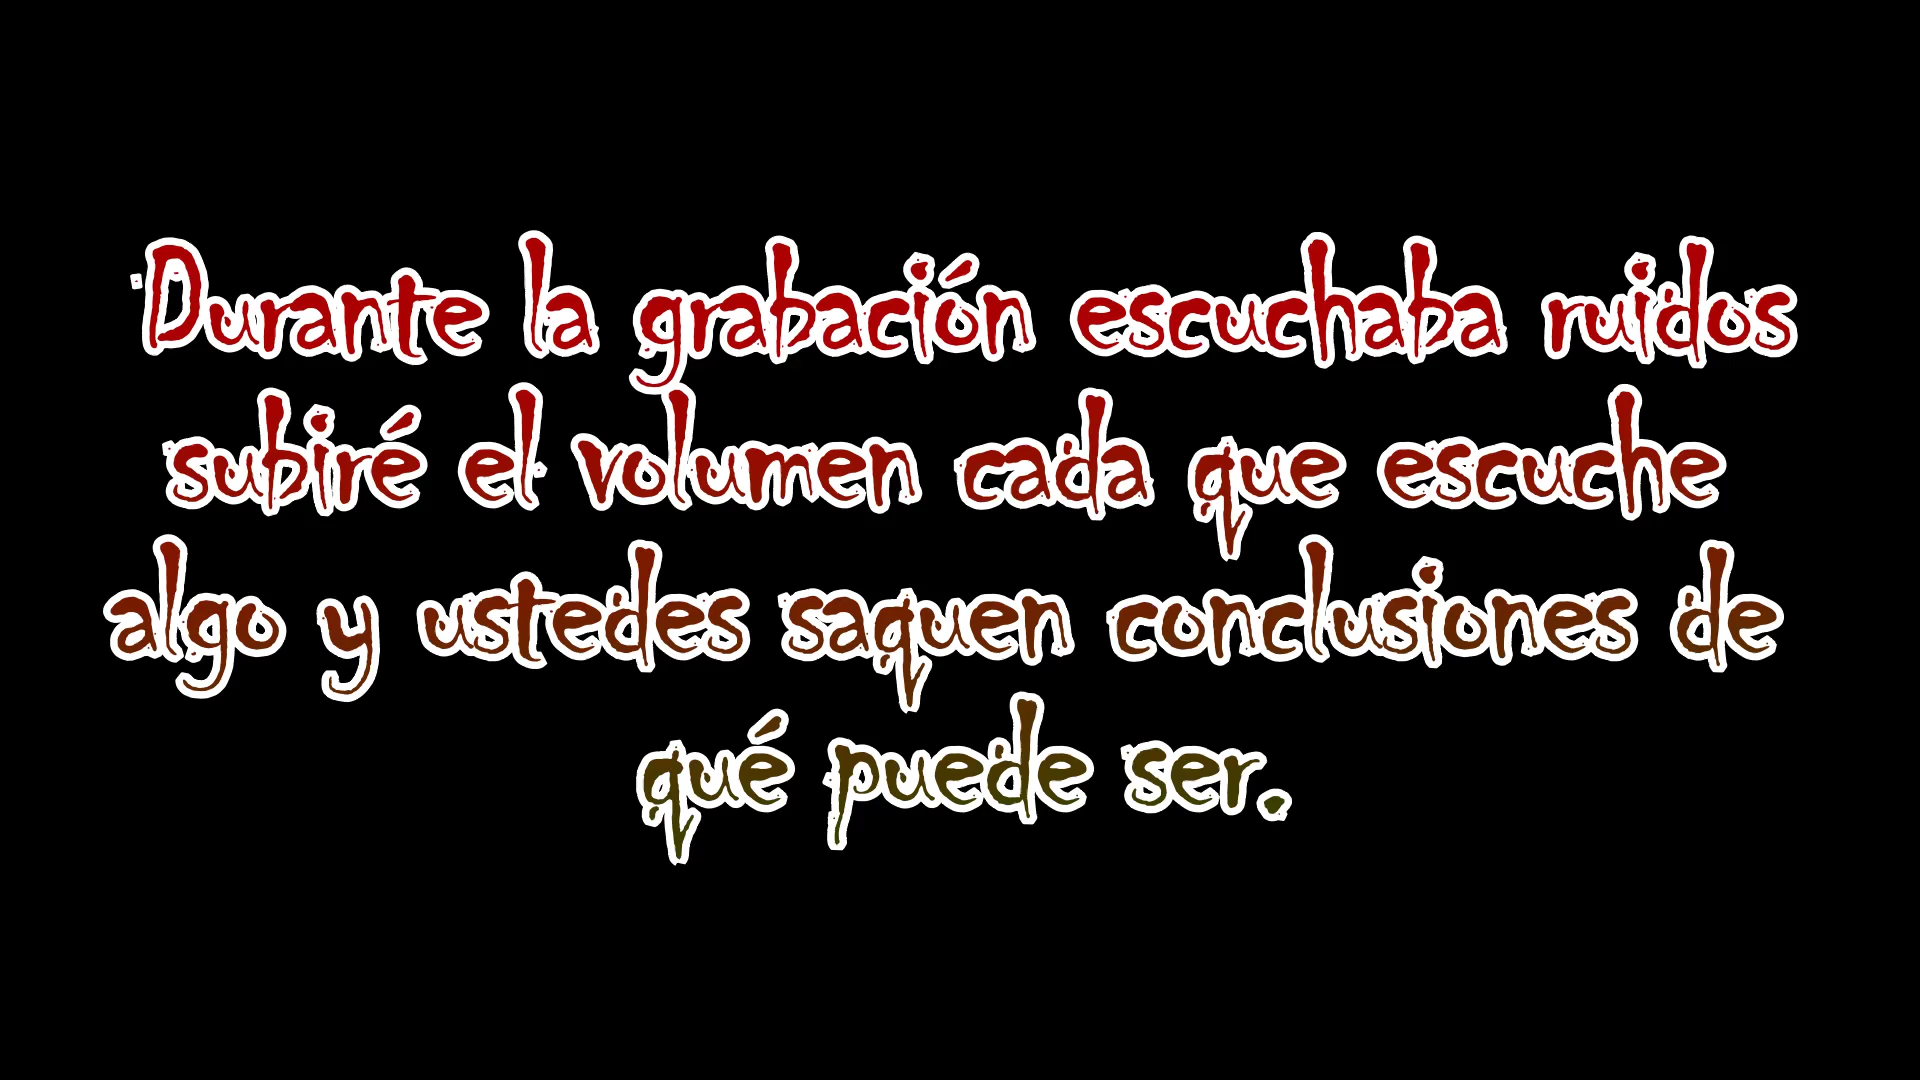 Durante la grabación escuchaba ruidos
subiré el volumen cada que escuche
algo y ustedes saquen conclusiones de
qué puede ser.